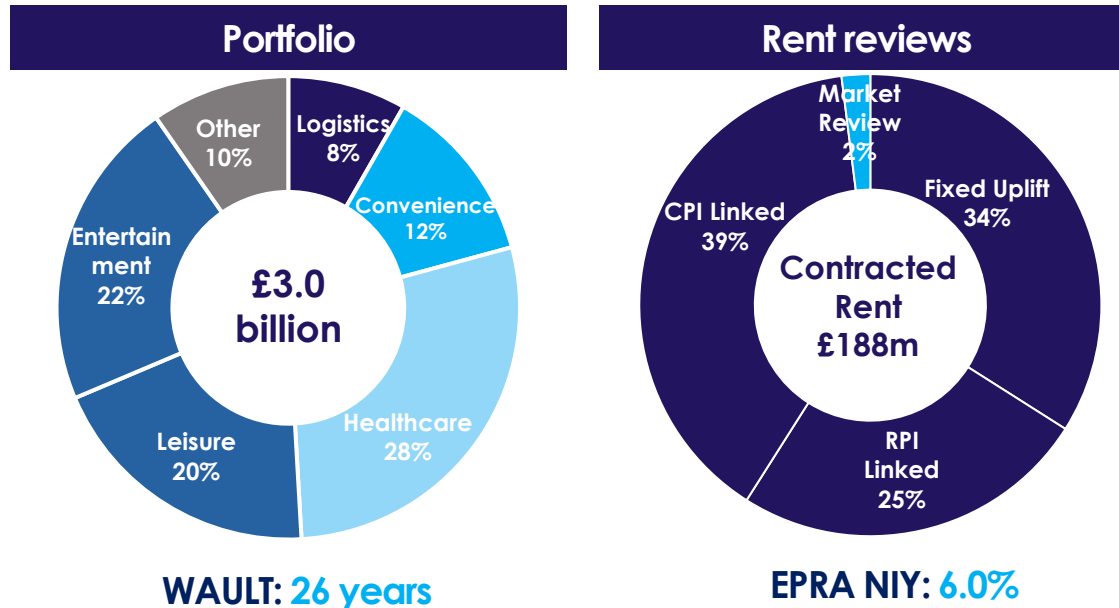 Portfolio
Other
10%
Logistics
8%
Convenience
12%
Entertain
ment
22%
£3.0
billion
Healthcare
28%
Leisure
20%
WAULT: 26 years
Rent reviews
Market
Review
2%
CPI Linked
39%
Fixed Uplift
34%
Contracted
Rent
£188m
RPI
Linked
25%
EPRA NIY: 6.0%